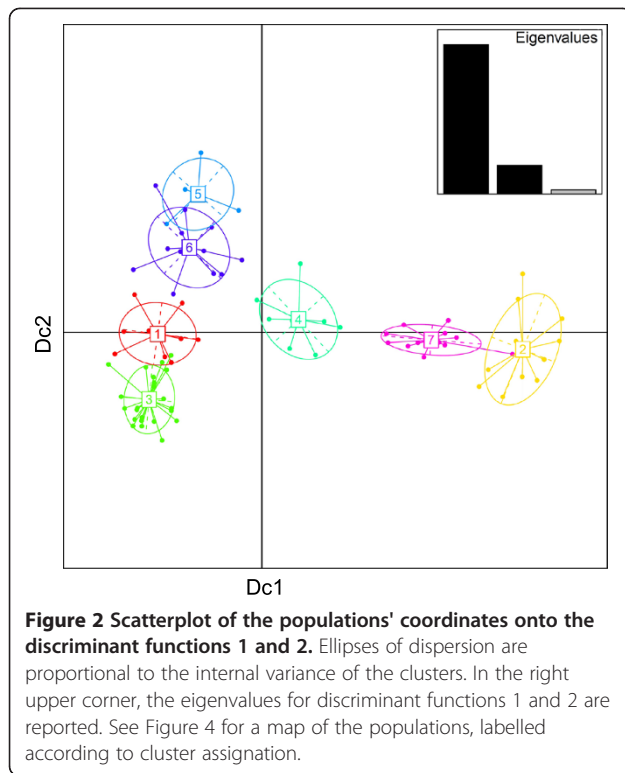 Eigenvalues
5
6
4
1
7
2
3
Dc2
Dc1
Figure 2 Scatterplot of the populations' coordinates onto the
discriminant functions 1 and 2. Ellipses of dispersion are
proportional to the internal variance of the clusters. In the right
upper corner, the eigenvalues for discriminant functions 1 and 2 are
reported. See Figure 4 for a map of the populations, labelled
according to cluster assignation.